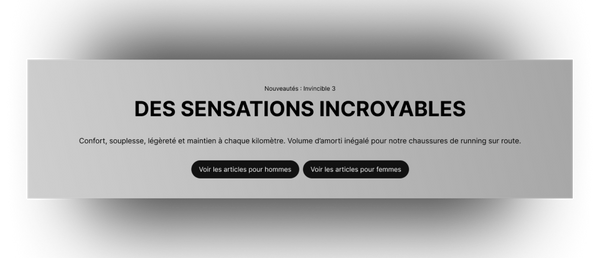 Nouveautés : Invincible 3
DES SENSATIONS INCROYABLES
Confort, souplesse, légèreté et maintien à chaque kilomètre. Volume d'amorti inégalé pour notre chaussures de running sur route.
Voir les articles pour hommes
Voir les articles pour femmes